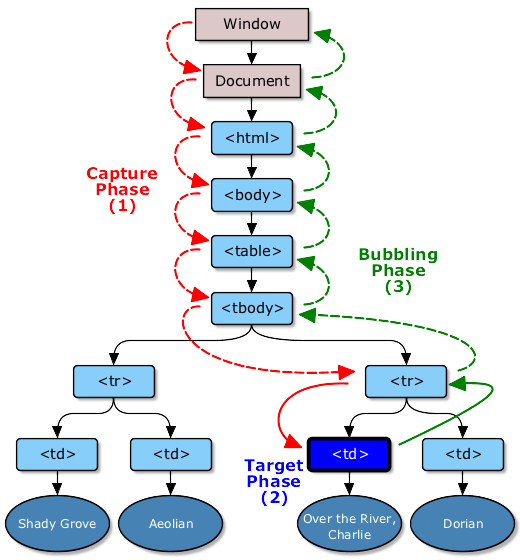 Window
Document
<html>
Capture
Phase
(1)
<body>
<table>
Bubbling
Phase
(3)
<tbody>
<tr>
<tr>
<td>
<td>
<td>
<td>
Target
Phase
(2)
Shady Grove
Aeolian
Over the River,
Charlie
Dorian